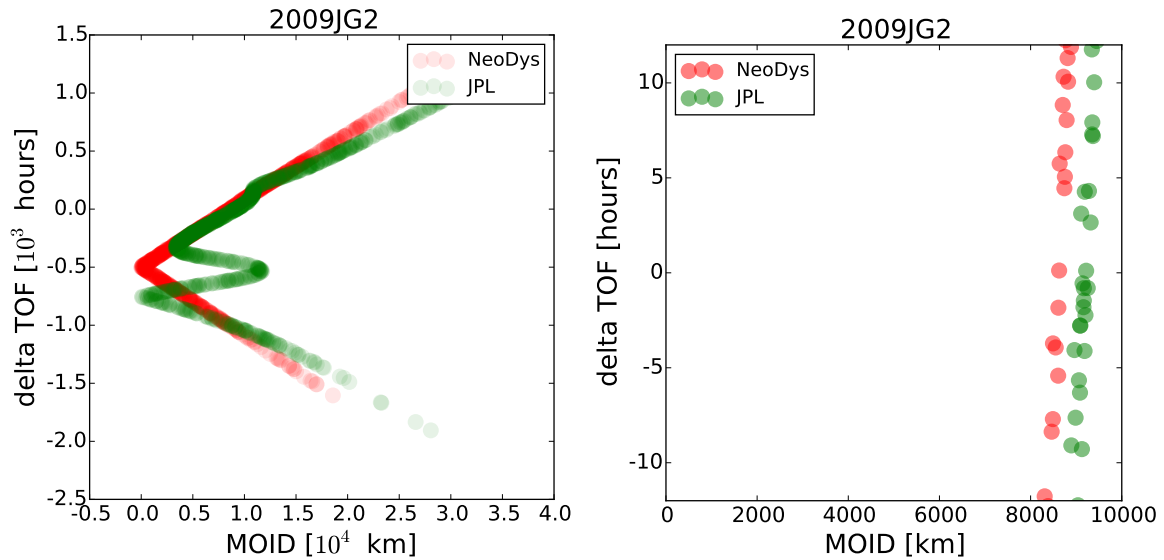 2009JG2
1.5
1.0
0.5
0.0
-0.5
-1.0
-1.5
-2.0
-2.5
delta TOF [10³ hours]
NeoDys
JPL
-0.5 0.0 0.5 1.0 1.5 2.0 2.5 3.0 3.5 4.0
MOID [10⁴ km]
2009JG2
10
5
0
-5
-10
delta TOF [hours]
NeoDys
JPL
0 2000 4000 6000 8000 10000
MOID [km]